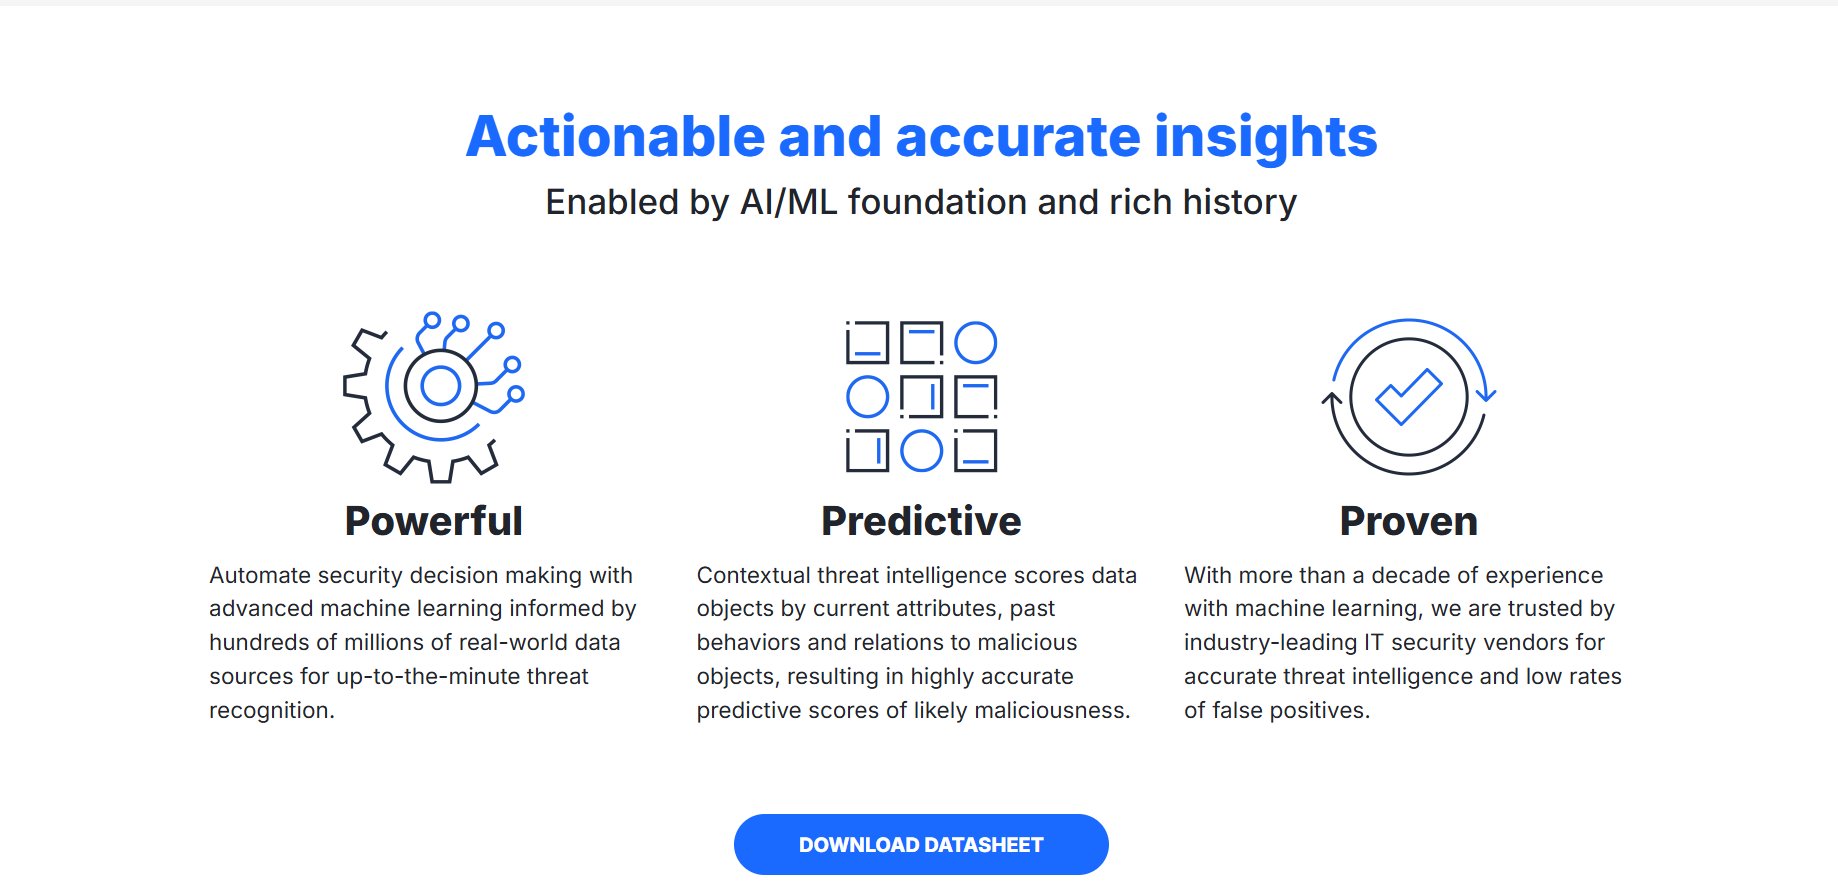 Actionable and accurate insights
Enabled by AI/ML foundation and rich history
Powerful
Automate security decision making with
advanced machine learning informed by
hundreds of millions of real-world data
sources for up-to-the-minute threat
recognition.
Predictive
Contextual threat intelligence scores data
objects by current attributes, past
behaviors and relations to malicious
objects, resulting in highly accurate
predictive scores of likely maliciousness.
Proven
With more than a decade of experience
with machine learning, we are trusted by
industry-leading IT security vendors for
accurate threat intelligence and low rates
of false positives.
DOWNLOAD DATASHEET